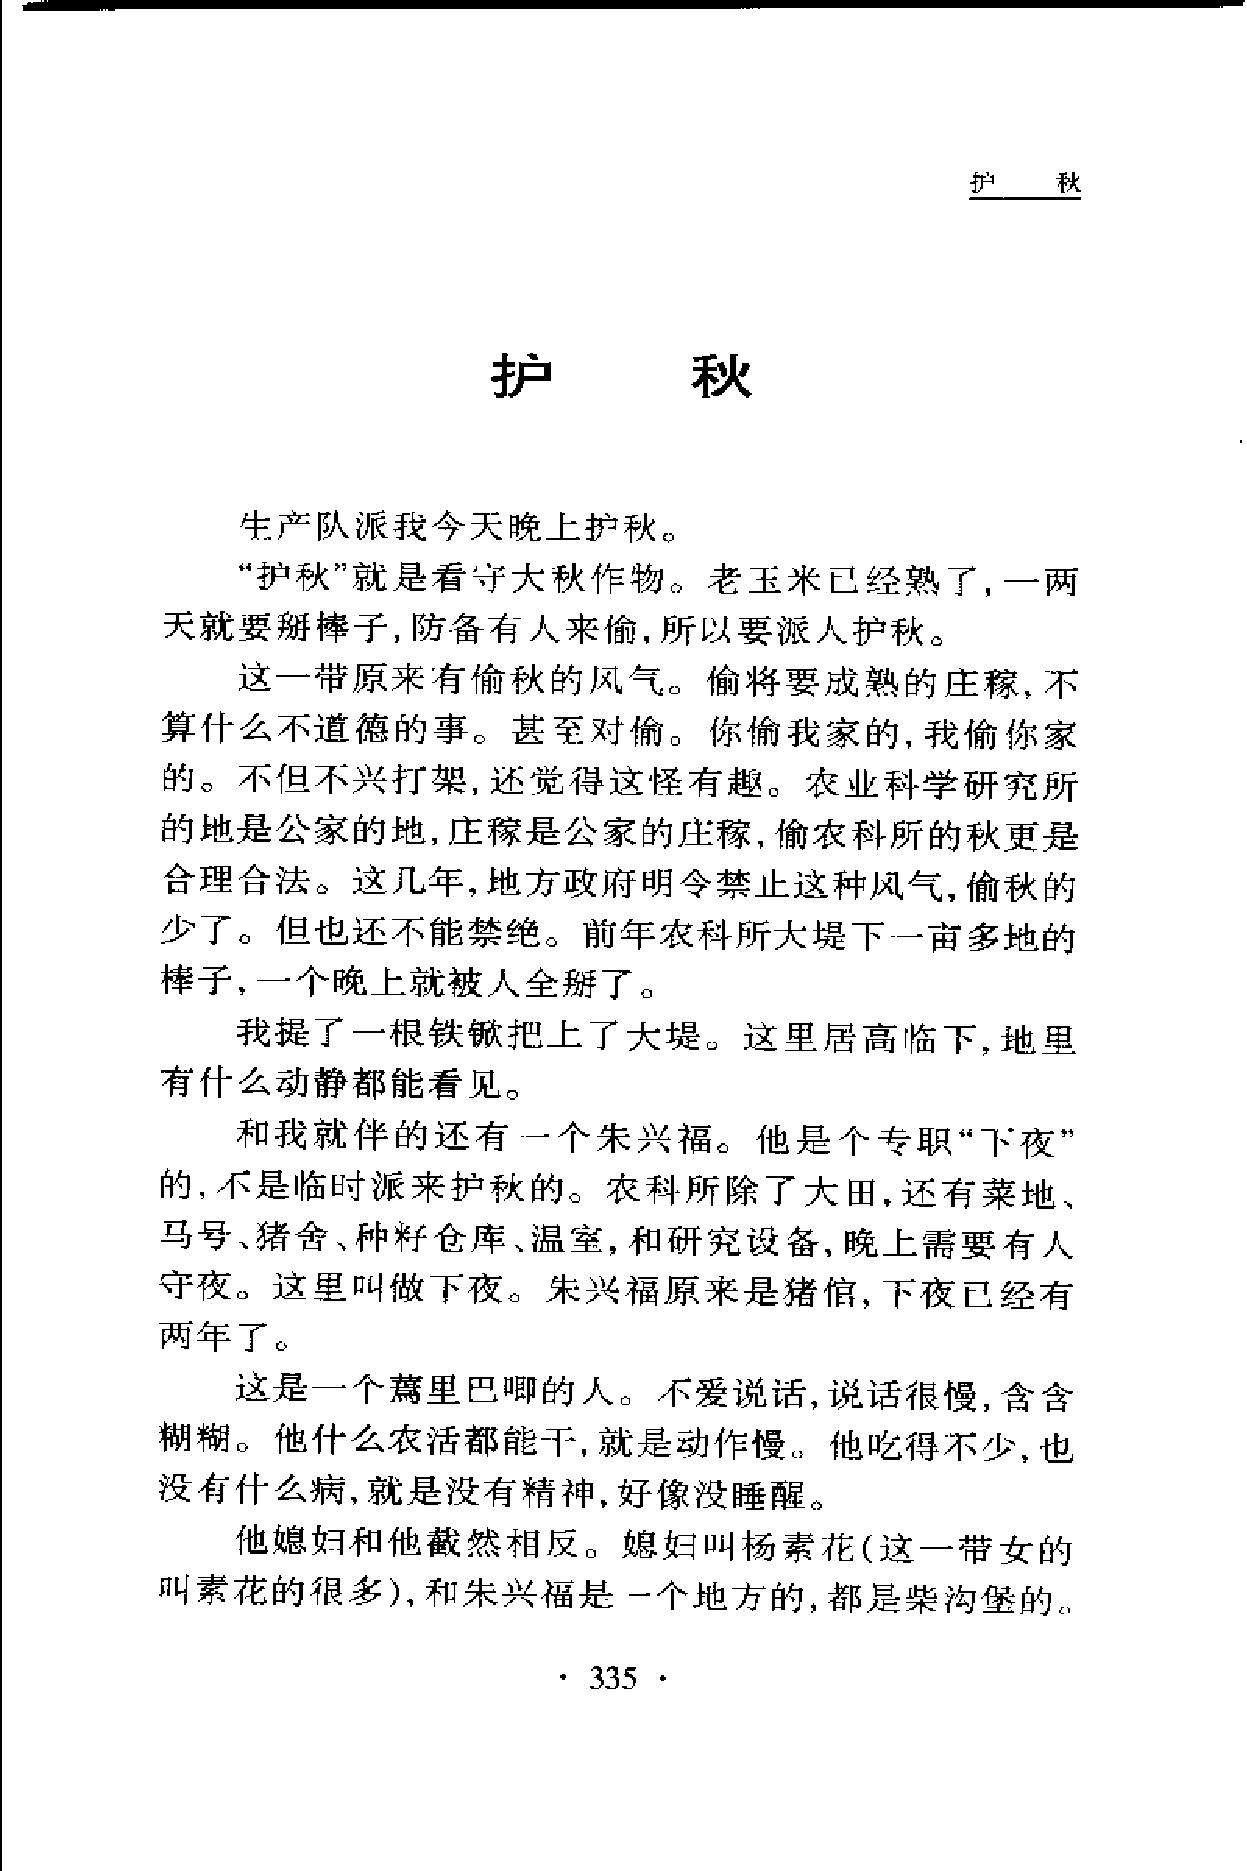 护　秋
护　秋
生产队派我今天晚上护秋。
“护秋”就是看守大秋作物。老玉米已经熟了，一两
天就要掰棒子，防备有人来偷，所以要派人护秋。
这一带原来有偷秋的风气。偷将要成熟的庄稼，不
算什么不道德的事。甚至对偷。你偷我家的，我偷你家
的。不但不兴打架，还觉得这怪有趣。农业科学研究所
的地是公家的地，庄稼是公家的庄稼，偷农科所的秋更是
合理合法。这几年，地方政府明令禁止这种风气，偷秋的
少了。但也还不能禁绝。前年农科所大堤下一亩多地的
棒子，一个晚上就被人全掰了。
我提了一根铁锨把上了大堤。这里居高临下，地里
有什么动静都能看见。
和我就伴的还有一个朱兴福。他是个专职“下夜”
的，不是临时派来护秋的。农科所除了大田，还有菜地、
马号、猪舍、种籽仓库、温室，和研究设备，晚上需要有人
守夜。这里叫做下夜。朱兴福原来是猪倌，下夜已经有
两年了。
这是一个蔫里巴唧的人。不爱说话，说话很慢，含含
糊糊。他什么农活都能干，就是动作慢。他吃得不少，也
没有什么病，就是没有精神，好像没睡醒。
他媳妇和他截然相反。媳妇叫杨素花（这一带女的
叫素花的很多），和朱兴福是一个地方的，都是柴沟堡的。
· 335 ·